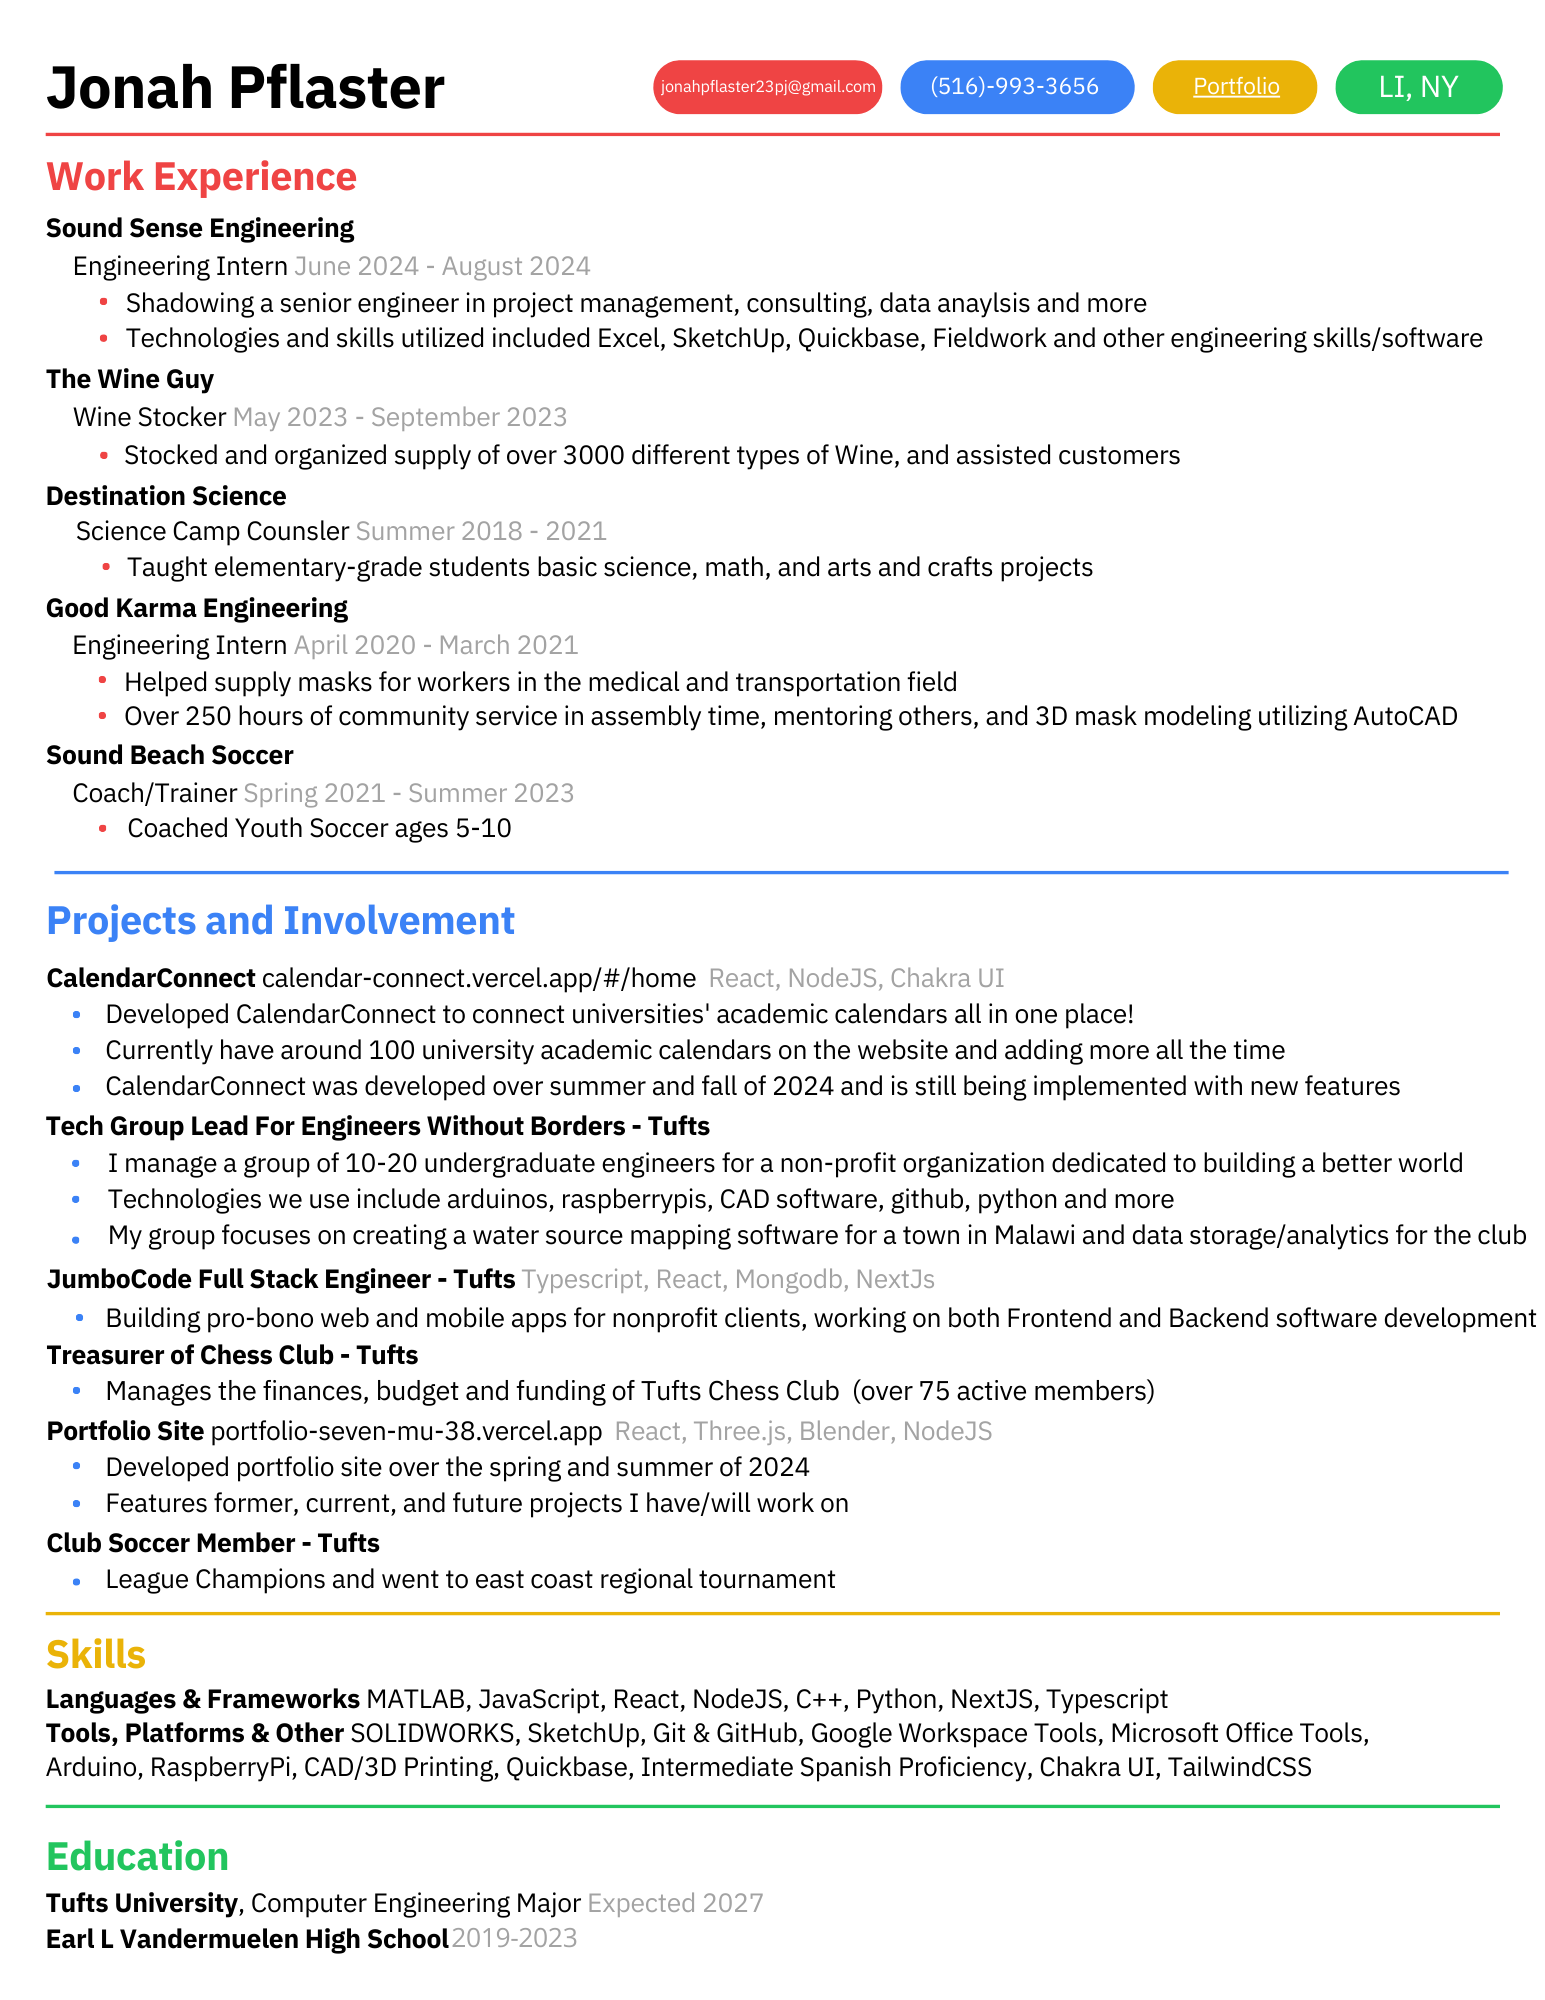 Jonah Pflaster
jonahpflaster23pj@gmail.com (516)-993-3656 Portfolio LI, NY
Work Experience
Sound Sense Engineering
Engineering Intern June 2024 - August 2024
• Shadowing a senior engineer in project management, consulting, data anaylsis and more
• Technologies and skills utilized included Excel, SketchUp, Quickbase, Fieldwork and other engineering skills/software
The Wine Guy
Wine Stocker May 2023 - September 2023
• Stocked and organized supply of over 3000 different types of Wine, and assisted customers
Destination Science
Science Camp Counsler Summer 2018 - 2021
• Taught elementary-grade students basic science, math, and arts and crafts projects
Good Karma Engineering
Engineering Intern April 2020 - March 2021
• Helped supply masks for workers in the medical and transportation field
• Over 250 hours of community service in assembly time, mentoring others, and 3D mask modeling utilizing AutoCAD
Sound Beach Soccer
Coach/Trainer Spring 2021 - Summer 2023
• Coached Youth Soccer ages 5-10
Projects and Involvement
CalendarConnect calendar-connect.vercel.app/#/home React, NodeJS, Chakra UI
• Developed CalendarConnect to connect universities' academic calendars all in one place!
• Currently have around 100 university academic calendars on the website and adding more all the time
• CalendarConnect was developed over summer and fall of 2024 and is still being implemented with new features
Tech Group Lead For Engineers Without Borders - Tufts
• I manage a group of 10-20 undergraduate engineers for a non-profit organization dedicated to building a better world
• Technologies we use include arduinos, raspberrypis, CAD software, github, python and more
• My group focuses on creating a water source mapping software for a town in Malawi and data storage/analytics for the club
JumboCode Full Stack Engineer - Tufts Typescript, React, Mongodb, NextJs
• Building pro-bono web and mobile apps for nonprofit clients, working on both Frontend and Backend software development
Treasurer of Chess Club - Tufts
• Manages the finances, budget and funding of Tufts Chess Club (over 75 active members)
Portfolio Site portfolio-seven-mu-38.vercel.app React, Three.js, Blender, NodeJS
• Developed portfolio site over the spring and summer of 2024
• Features former, current, and future projects I have/will work on
Club Soccer Member - Tufts
• League Champions and went to east coast regional tournament
Skills
Languages & Frameworks MATLAB, JavaScript, React, NodeJS, C++, Python, NextJS, Typescript
Tools, Platforms & Other SOLIDWORKS, SketchUp, Git & GitHub, Google Workspace Tools, Microsoft Office Tools,
Arduino, RaspberryPi, CAD/3D Printing, Quickbase, Intermediate Spanish Proficiency, Chakra UI, TailwindCSS
Education
Tufts University, Computer Engineering Major Expected 2027
Earl L Vandermuelen High School 2019-2023